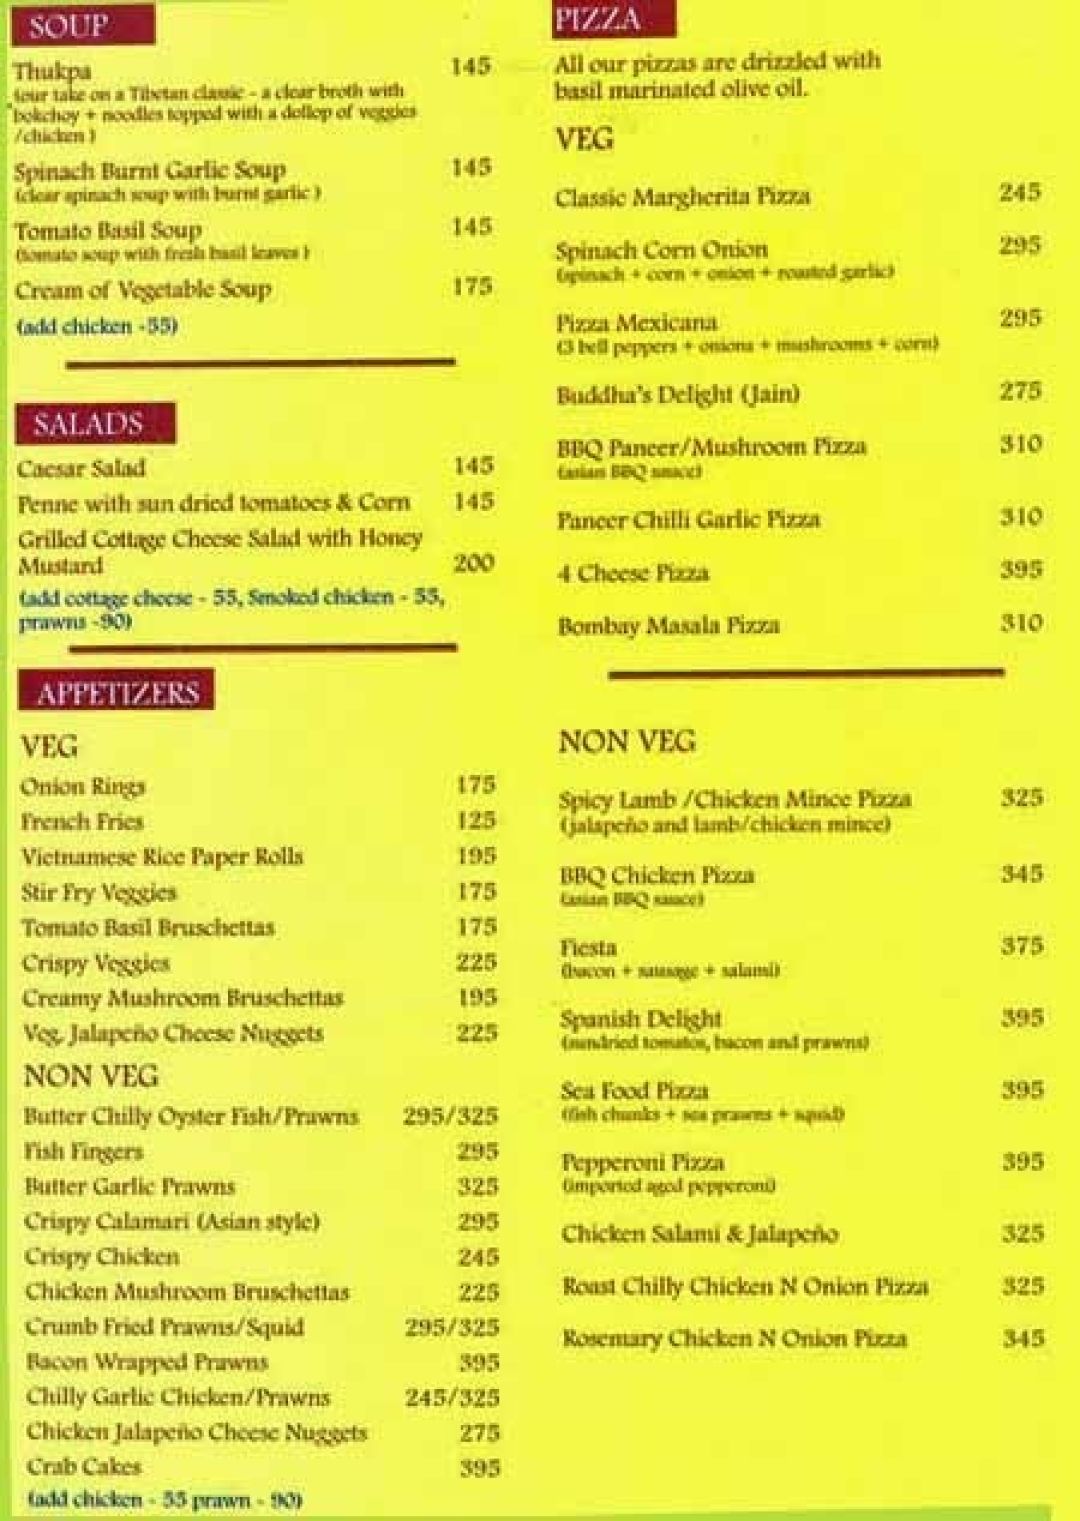 SOUP
Thukpa 145
(our take on a Tibetan classic - a clear broth with
bokchoy + noodles topped with a dollop of veggies
/chicken )
Spinach Burnt Garlic Soup 145
(clear spinach soup with burnt garlic )
Tomato Basil Soup 145
(tomato soup with fresh basil leaves )
Cream of Vegetable Soup 175
(add chicken -55)
SALADS
Caesar Salad 145
Penne with sun dried tomatoes & Corn 145
Grilled Cottage Cheese Salad with Honey
Mustard 200
(add cottage cheese - 55, Smoked chicken - 55,
prawns -90)
APPETIZERS
VEG
Onion Rings 175
French Fries 125
Vietnamese Rice Paper Rolls 195
Stir Fry Veggies 175
Tomato Basil Bruschettas 175
Crispy Veggies 225
Creamy Mushroom Bruschettas 195
Veg. Jalapeño Cheese Nuggets 225
NON VEG
Butter Chilly Oyster Fish/Prawns 295/325
Fish Fingers 295
Butter Garlic Prawns 325
Crispy Calamari (Asian style) 295
Crispy Chicken 245
Chicken Mushroom Bruschettas 225
Crumb Fried Prawns/Squid 295/325
Bacon Wrapped Prawns 395
Chilly Garlic Chicken/Prawns 245/325
Chicken Jalapeño Cheese Nuggets 275
Crab Cakes 395
(add chicken - 55 prawn - 90)
PIZZA
All our pizzas are drizzled with
basil marinated olive oil.
VEG
Classic Margherita Pizza 245
Spinach Corn Onion 295
(spinach + corn + onion + roasted garlic)
Pizza Mexicana 295
(3 bell peppers + onions + mushrooms + corn)
Buddha's Delight (Jain) 275
BBQ Paneer/Mushroom Pizza 310
(asian BBQ sauce)
Paneer Chilli Garlic Pizza 310
4 Cheese Pizza 395
Bombay Masala Pizza 310
NON VEG
Spicy Lamb /Chicken Mince Pizza 325
(jalapeño and lamb/chicken mince)
BBQ Chicken Pizza 345
(asian BBQ sauce)
Fiesta 375
(bacon + sausage + salami)
Spanish Delight 395
(sundried tomatos, bacon and prawns)
Sea Food Pizza 395
(fish chunks + sea prawns + squid)
Pepperoni Pizza 395
(imported aged pepperoni)
Chicken Salami & Jalapeño 325
Roast Chilly Chicken N Onion Pizza 325
Rosemary Chicken N Onion Pizza 345